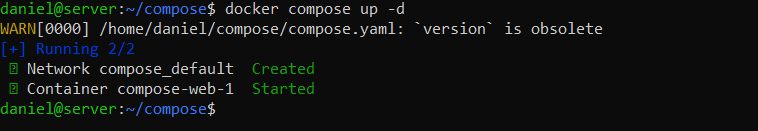 daniel@server:~/compose$ docker compose up -d
WARN[0000] /home/daniel/compose/compose.yaml: `version` is obsolete
[+] Running 2/2
Network compose_default Created
Container compose-web-1 Started
daniel@server:~/compose$